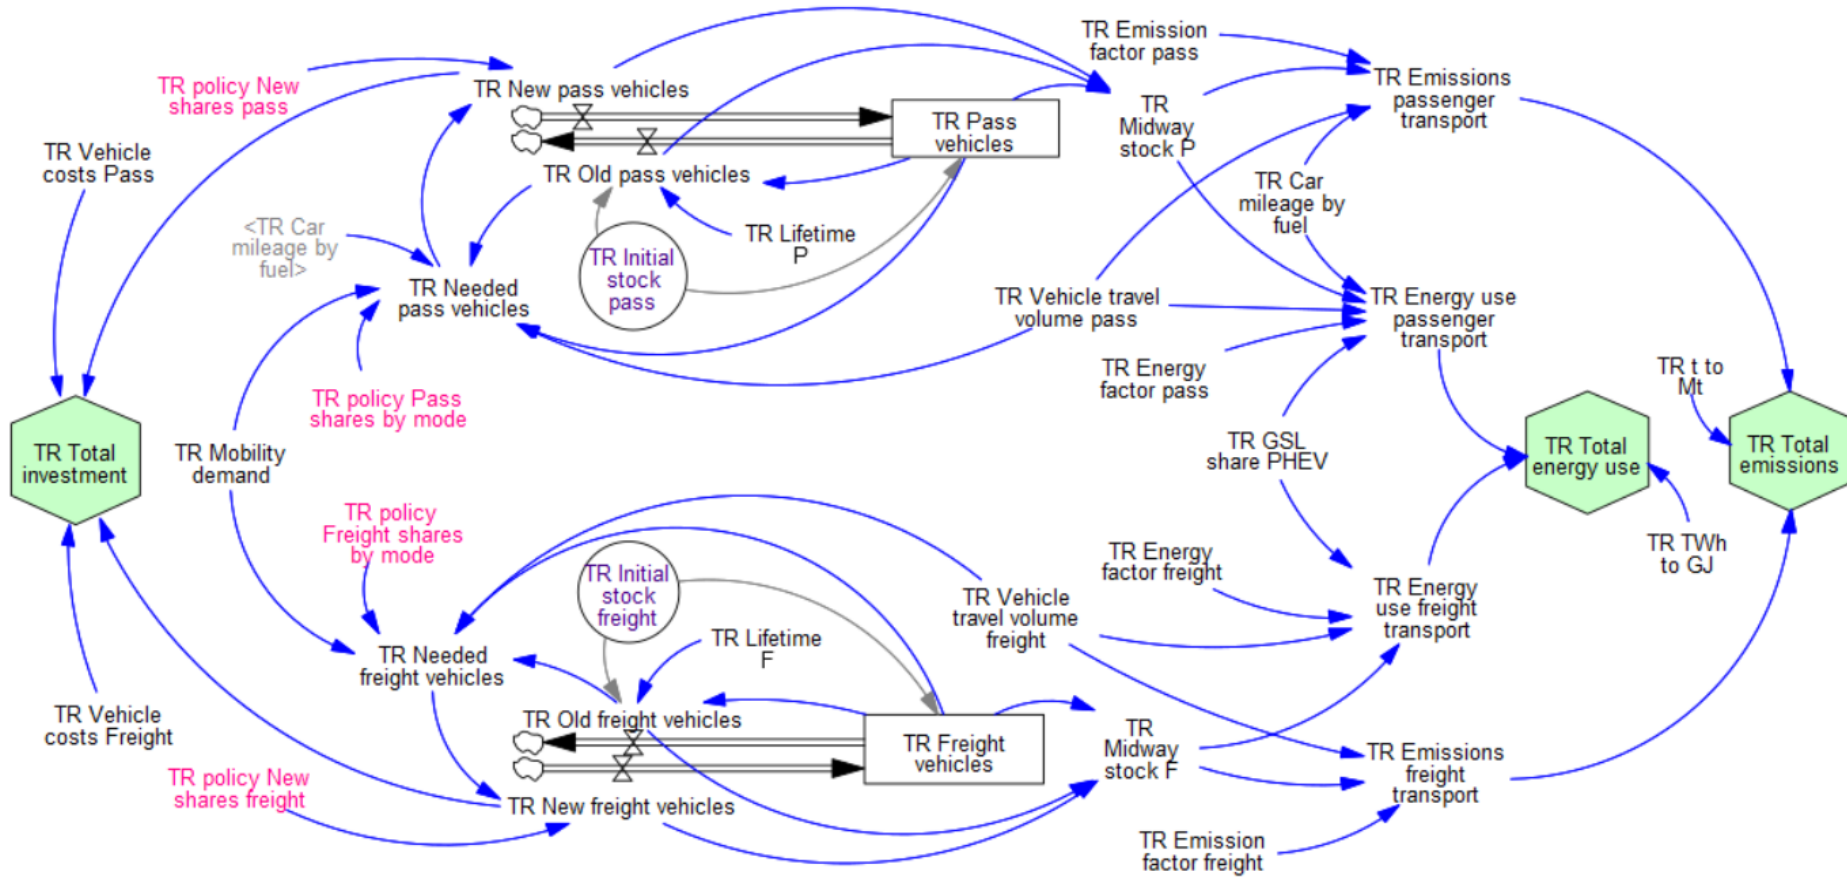 TR Emission
factor pass
TR policy New
shares pass
TR New pass vehicles
TR Emissions
passenger
transport
TR
Midway
stock P
TR Pass
vehicles
TR Vehicle
costs Pass
TR Old pass vehicles
TR Car
mileage by
fuel
<TR Car
mileage by
fuel>
TR Lifetime
P
TR Initial
stock
pass
TR Needed
pass vehicles
TR Vehicle travel
volume pass
TR Energy use
passenger
transport
TR Energy
factor pass
TR t to
Mt
TR policy Pass
shares by mode
TR Total
investment
TR Mobility
demand
TR GSL
share PHEV
TR Total
energy use
TR Total
emissions
TR policy
Freight shares
by mode
TR TWh
to GJ
TR Energy
factor freight
TR Initial
stock
freight
TR Vehicle
travel volume
freight
TR Energy
use freight
transport
TR Lifetime
F
TR Needed
freight vehicles
TR Vehicle
costs Freight
TR Old freight vehicles
TR Freight
vehicles
TR
Midway
stock F
TR Emissions
freight
transport
TR policy New
shares freight
TR New freight vehicles
TR Emission
factor freight